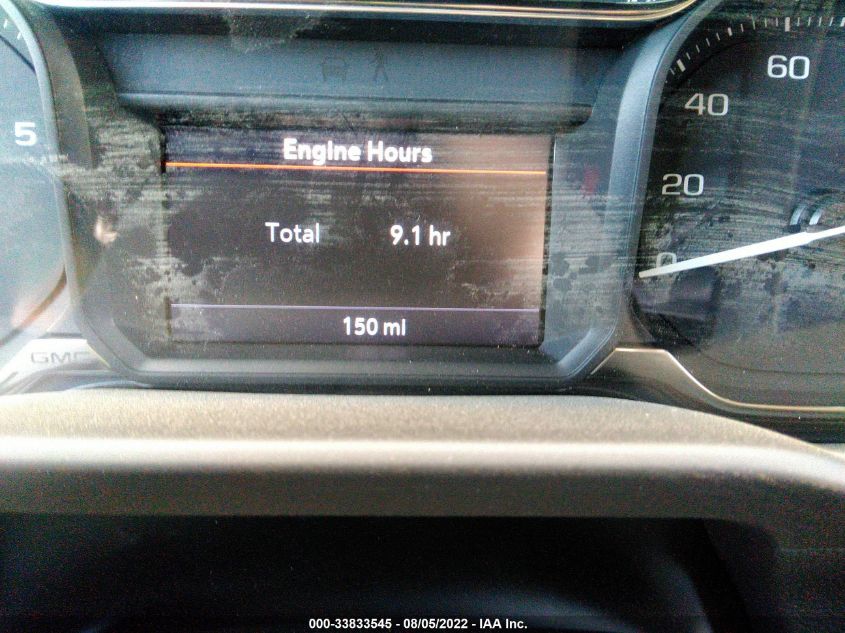 60
40
5
Engine Hours
20
Total 9.1 hr
0
150 mi
GMC
000-33833545 - 08/05/2022 - IAA Inc.